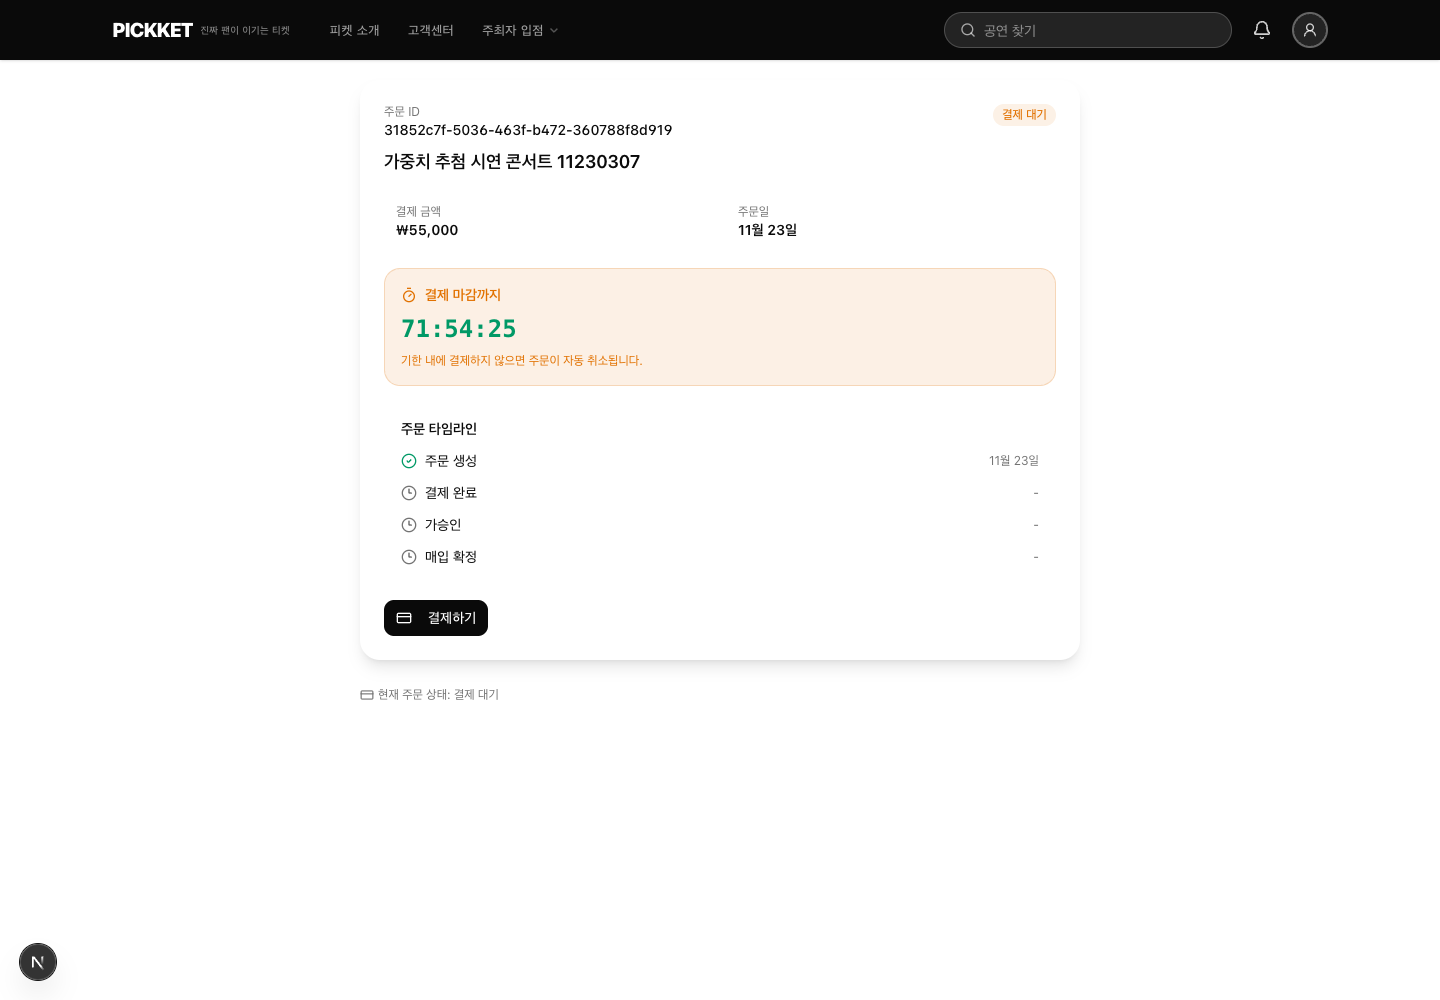 PICKKET 진짜 팬이 이기는 티켓 피켓 소개 고객센터 주최자 입점 공연 찾기
주문 ID
결제 대기
31852c7f-5036-463f-b472-360788f8d919
가중치 추첨 시연 콘서트 11230307
결제 금액 주문일
₩55,000 11월 23일
결제 마감까지
71:54:25
기한 내에 결제하지 않으면 주문이 자동 취소됩니다.
주문 타임라인
주문 생성 11월 23일
결제 완료 -
가승인 -
매입 확정 -
결제하기
현재 주문 상태: 결제 대기
N